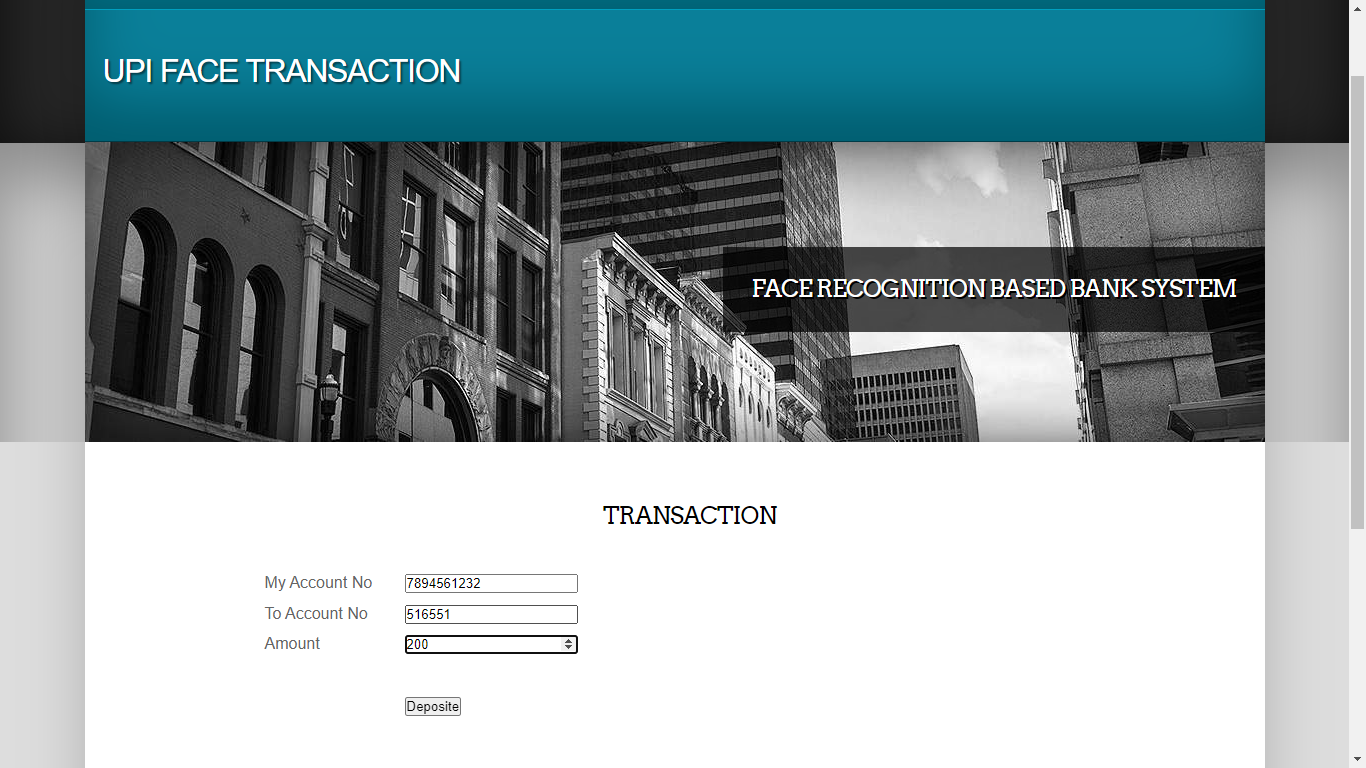 UPI FACE TRANSACTION
FACE RECOGNITION BASED BANK SYSTEM
TRANSACTION
My Account No 7894561232
To Account No 516551
Amount 200
Deposite